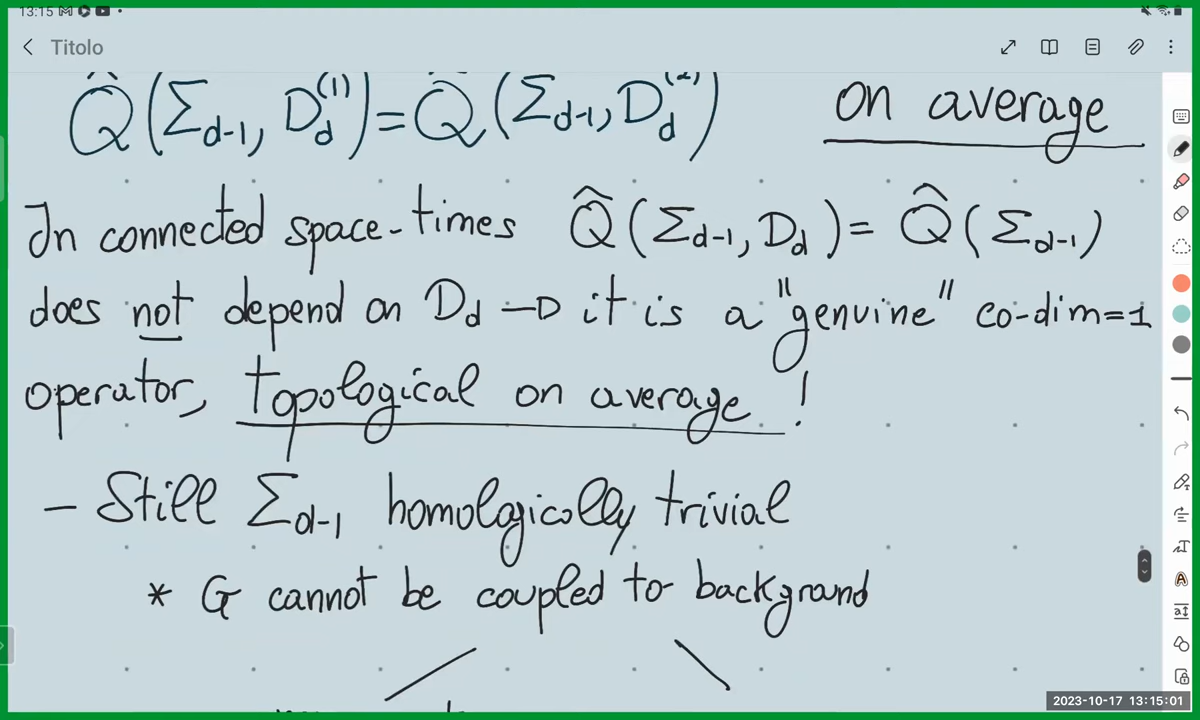 13:15
Titolo
Q̂(Σ_{d-1}, D_d^{(1)}) = Q̂(Σ_{d-1}, D_d^{(2)}) on average
In connected space-times Q̂(Σ_{d-1}, D_d) = Q̂(Σ_{d-1})
does not depend on D_d → it is a "genuine" co-dim=1
operator, topological on average!
- Still Σ_{d-1} homologically trivial
* G cannot be coupled to background
2023-10-17 13:15:01